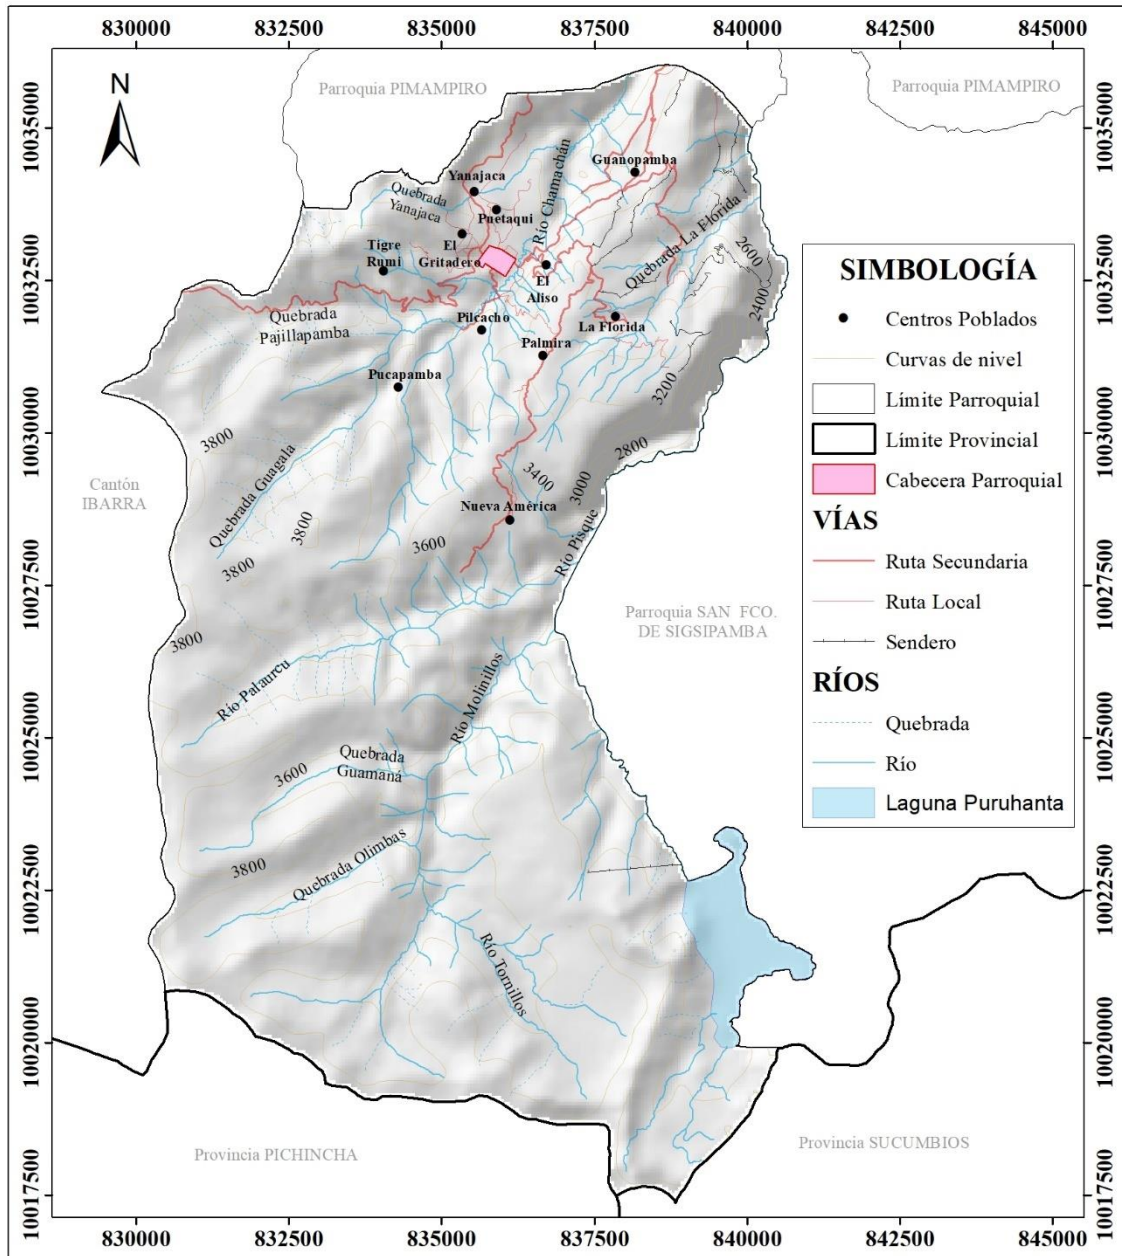 830000 832500 835000 837500 840000 842500 845000
N
Parroquia PIMAMPIRO
Parroquia PIMAMPIRO
10035000
10035000
Guanopamba
Yanajaca
Río Chamachán
Quebrada
Yanajaca
Puetaqui
Quebrada La Florida
Tigre
Rumi
El
Gritadero
10032500
10032500
2600
2400
El
Aliso
Quebrada
Pajillapamba
Pilcacho
La Florida
Palmira
Pucapamba
3200
10030000
10030000
3800
2800
Quebrada Guagala
3400
3000
Cantón
IBARRA
3800
Nueva América
3600
Río Pisque
3800
10027500
10027500
Parroquia SAN FCO.
DE SIGSIPAMBA
3800
Río Palaurcu
Río Molinillos
10025000
10025000
Quebrada
Guamaná
3600
3800
Quebrada Olimbas
10022500
10022500
Río Tornillos
10020000
10020000
Provincia PICHINCHA
Provincia SUCUMBIOS
10017500
10017500
830000 832500 835000 837500 840000 842500 845000
SIMBOLOGÍA
Centros Poblados
Curvas de nivel
Límite Parroquial
Límite Provincial
Cabecera Parroquial
VÍAS
Ruta Secundaria
Ruta Local
Sendero
RÍOS
Quebrada
Río
Laguna Puruhanta